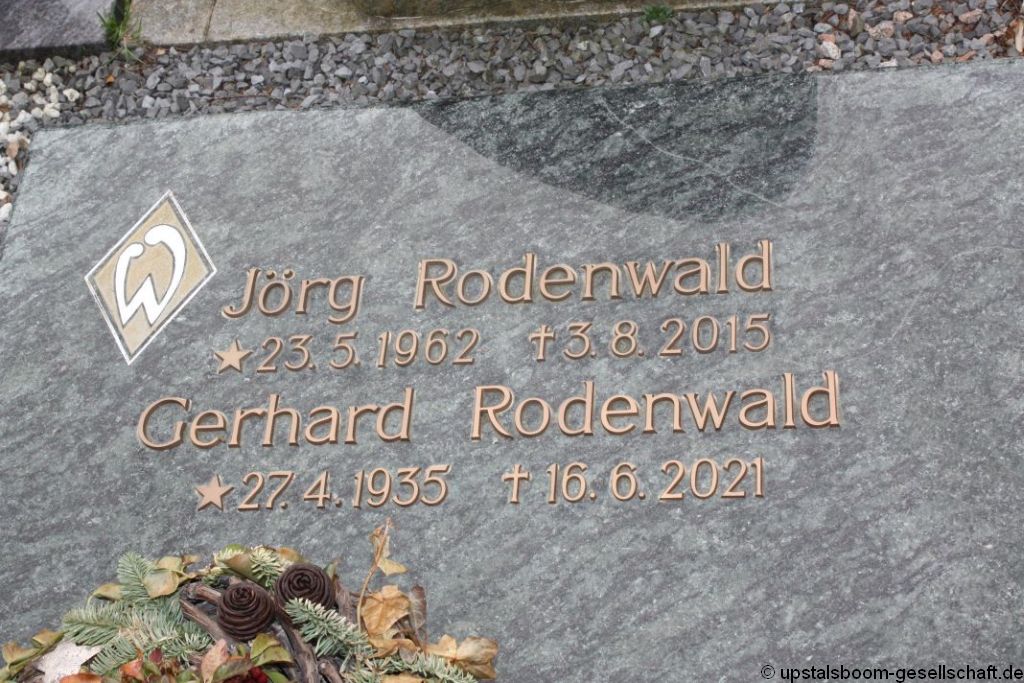 W
Jörg Rodenwald
★23.5.1962 ✝3.8.2015
Gerhard Rodenwald
★27.4.1935 ✝16.6.2021
© upstalsboom-gesellschaft.de